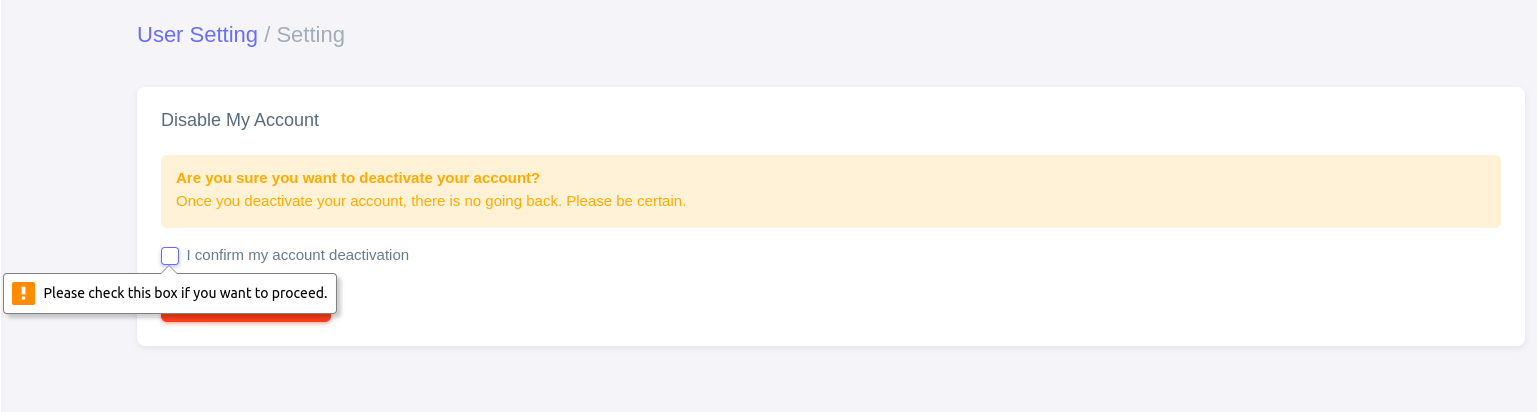 User Setting / Setting
Disable My Account
Are you sure you want to deactivate your account?
Once you deactivate your account, there is no going back. Please be certain.
I confirm my account deactivation
Please check this box if you want to proceed.